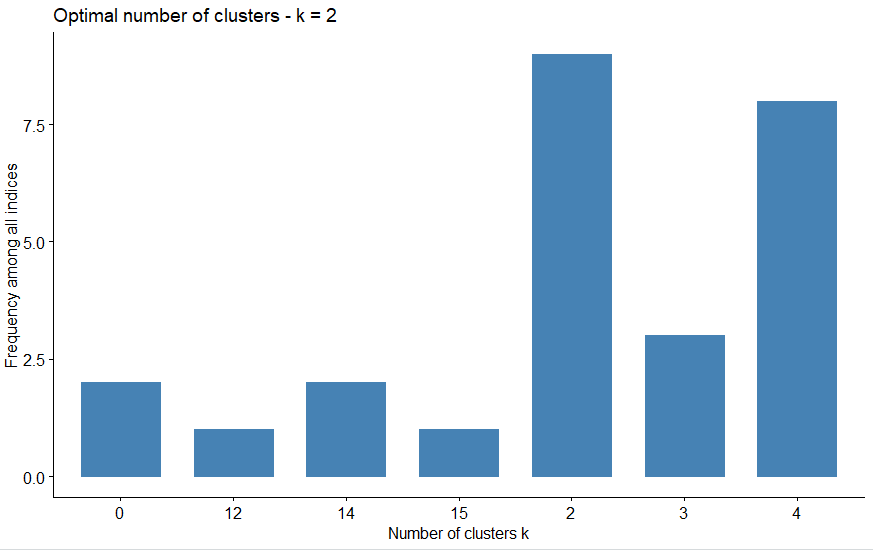 Optimal number of clusters - k = 2
Frequency among all indices
7.5
5.0
2.5
0.0
0 12 14 15 2 3 4
Number of clusters k